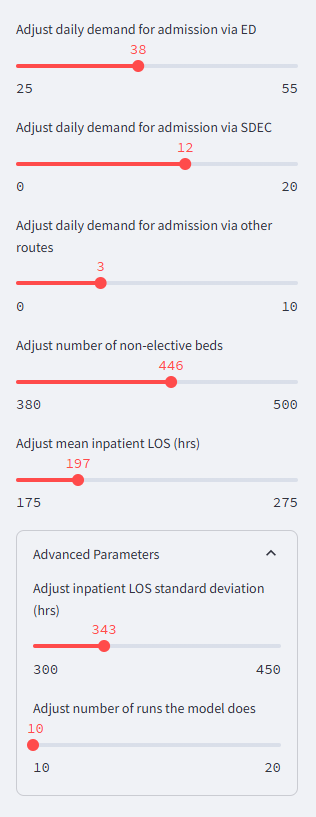 Adjust daily demand for admission via ED
38
25 55
Adjust daily demand for admission via SDEC
12
0 20
Adjust daily demand for admission via other
routes
3
0 10
Adjust number of non-elective beds
446
380 500
Adjust mean inpatient LOS (hrs)
197
175 275
Advanced Parameters
Adjust inpatient LOS standard deviation
(hrs)
343
300 450
Adjust number of runs the model does
10
10 20